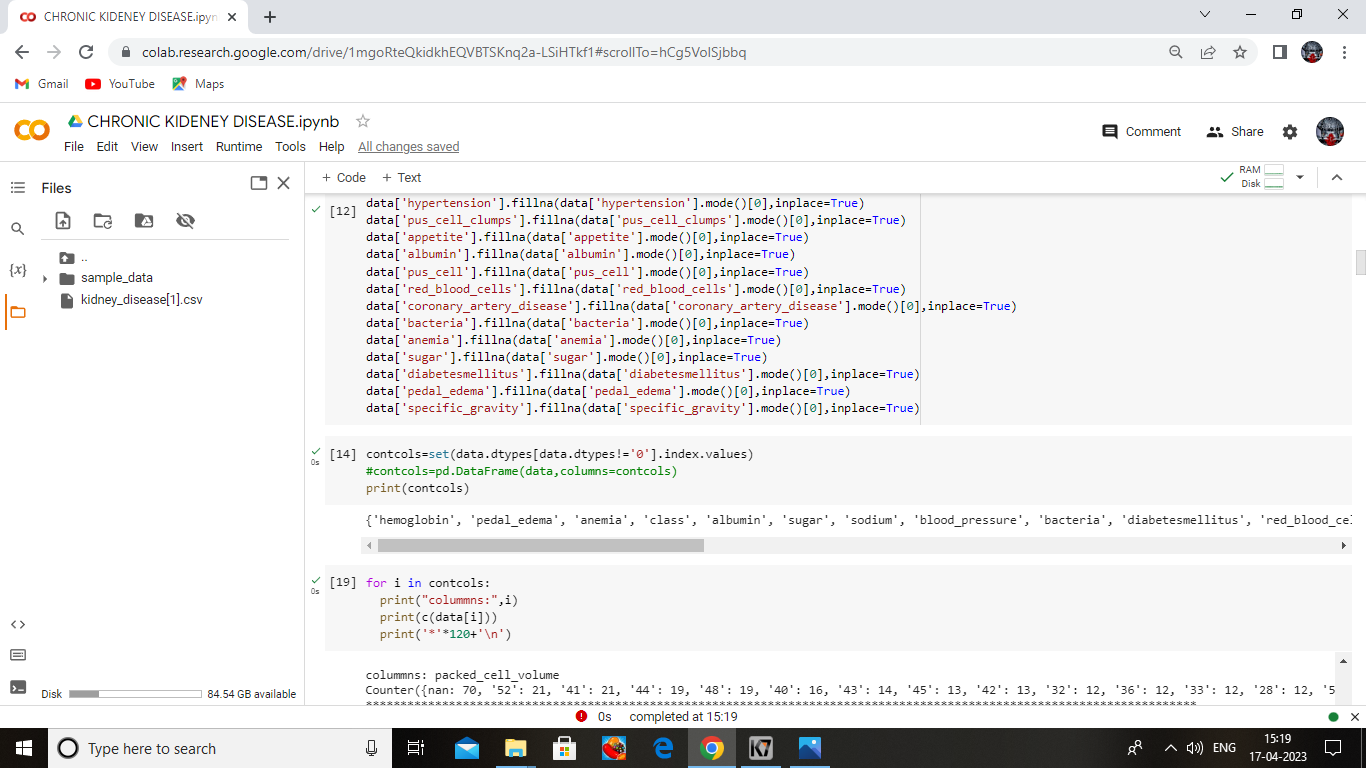 CHRONIC KIDENEY DISEASE.ipyn
colab.research.google.com/drive/1mgoRteQkidkhEQVBTSKnq2a-LSiHTkf1#scrollTo=hCg5VolSjbbq
Gmail YouTube Maps
CHRONIC KIDENEY DISEASE.ipynb
File Edit View Insert Runtime Tools Help All changes saved
Comment Share
Files
..
sample_data
kidney_disease[1].csv
{x}
Disk 84.54 GB available
+ Code + Text
RAM
Disk
[12]
data['hypertension'].fillna(data['hypertension'].mode()[0],inplace=True)
data['pus_cell_clumps'].fillna(data['pus_cell_clumps'].mode()[0],inplace=True)
data['appetite'].fillna(data['appetite'].mode()[0],inplace=True)
data['albumin'].fillna(data['albumin'].mode()[0],inplace=True)
data['pus_cell'].fillna(data['pus_cell'].mode()[0],inplace=True)
data['red_blood_cells'].fillna(data['red_blood_cells'].mode()[0],inplace=True)
data['coronary_artery_disease'].fillna(data['coronary_artery_disease'].mode()[0],inplace=True)
data['bacteria'].fillna(data['bacteria'].mode()[0],inplace=True)
data['anemia'].fillna(data['anemia'].mode()[0],inplace=True)
data['sugar'].fillna(data['sugar'].mode()[0],inplace=True)
data['diabetesmellitus'].fillna(data['diabetesmellitus'].mode()[0],inplace=True)
data['pedal_edema'].fillna(data['pedal_edema'].mode()[0],inplace=True)
data['specific_gravity'].fillna(data['specific_gravity'].mode()[0],inplace=True)
0s [14] contcols=set(data.dtypes[data.dtypes!='0'].index.values)
#contcols=pd.DataFrame(data,columns=contcols)
print(contcols)
{'hemoglobin', 'pedal_edema', 'anemia', 'class', 'albumin', 'sugar', 'sodium', 'blood_pressure', 'bacteria', 'diabetesmellitus', 'red_blood_cel
0s [19] for i in contcols:
print("colummns:",i)
print(c(data[i]))
print('*'*120+'\n')
colummns: packed_cell_volume
Counter({nan: 70, '52': 21, '41': 21, '44': 19, '48': 19, '40': 16, '43': 14, '45': 13, '42': 13, '32': 12, '36': 12, '33': 12, '28': 12, '5
************************************************************************************************************************
0s completed at 15:19
Type here to search
ENG
15:19
17-04-2023